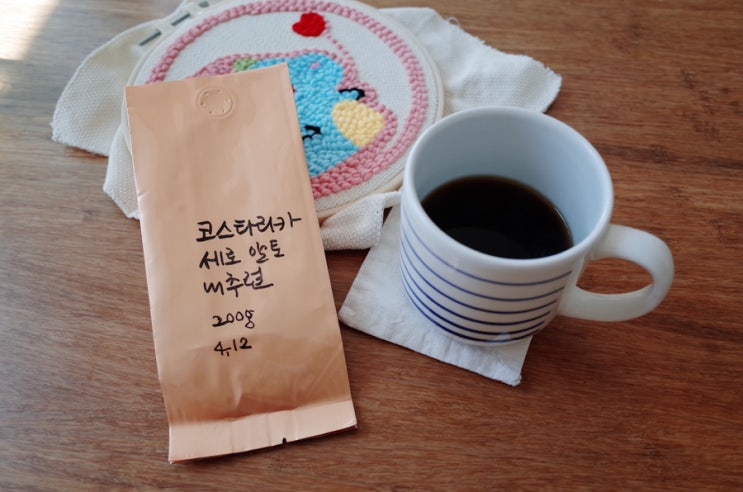 코스타리카
세로 알토
내추럴
200g
4.12